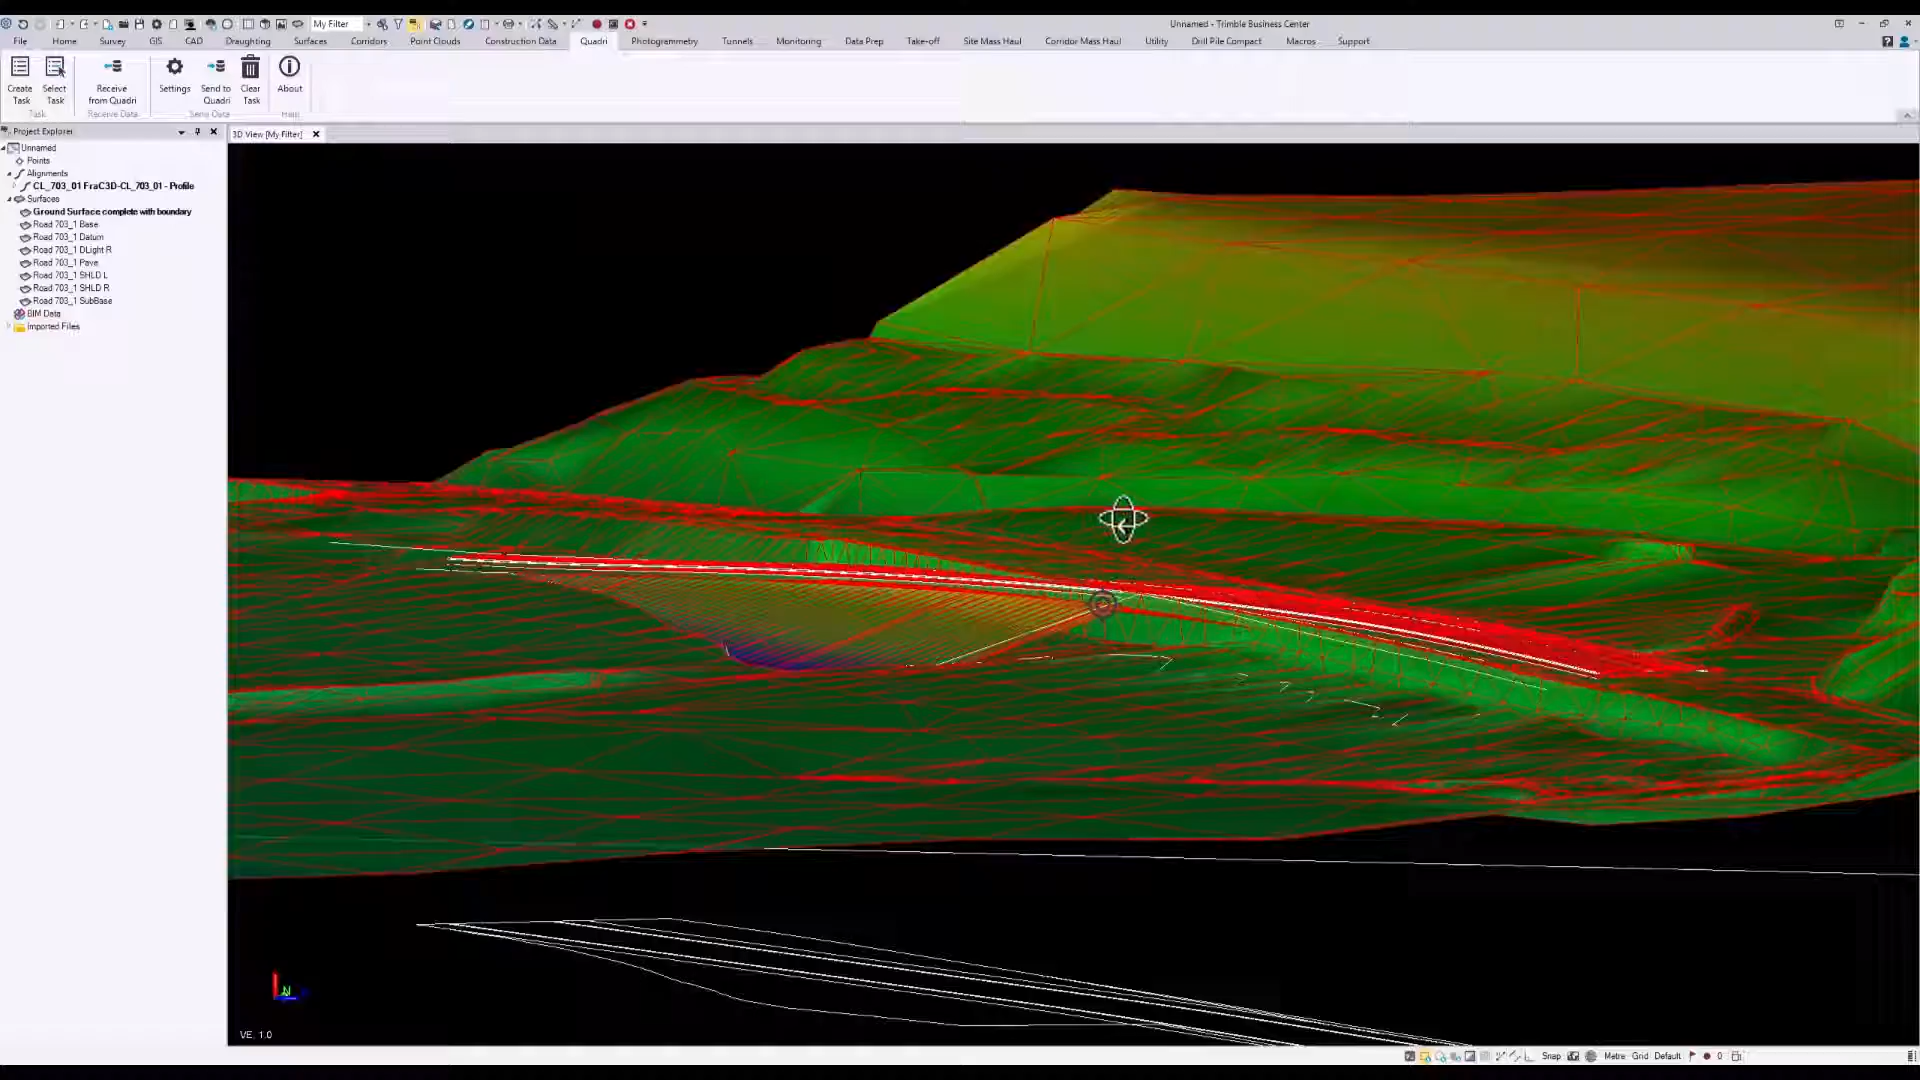 My Filter
Unnamed - Trimble Business Center
File Home Survey GIS CAD Draughting Surfaces Corridors Point Clouds Construction Data Quadri Photogrammetry Tunnels Monitoring Data Prep Take-off Site Mass Haul Corridor Mass Haul Utility Drill Pile Compact Macros Support
Create Task
Select Task
Receive from Quadri
Settings
Send to Quadri
Clear Task
About
Task
Receive Data
Send Data
Help
Project Explorer
3D View [My Filter]
Unnamed
Points
Alignments
CL_703_01 FraC3D-CL_703_01 - Profile
Surfaces
Ground Surface complete with boundary
Road 703_1 Base
Road 703_1 Datum
Road 703_1 DLight R
Road 703_1 Pave
Road 703_1 SHLD L
Road 703_1 SHLD R
Road 703_1 SubBase
BIM Data
Imported Files
N
VE: 1.0
Snap Metre Grid Default 0